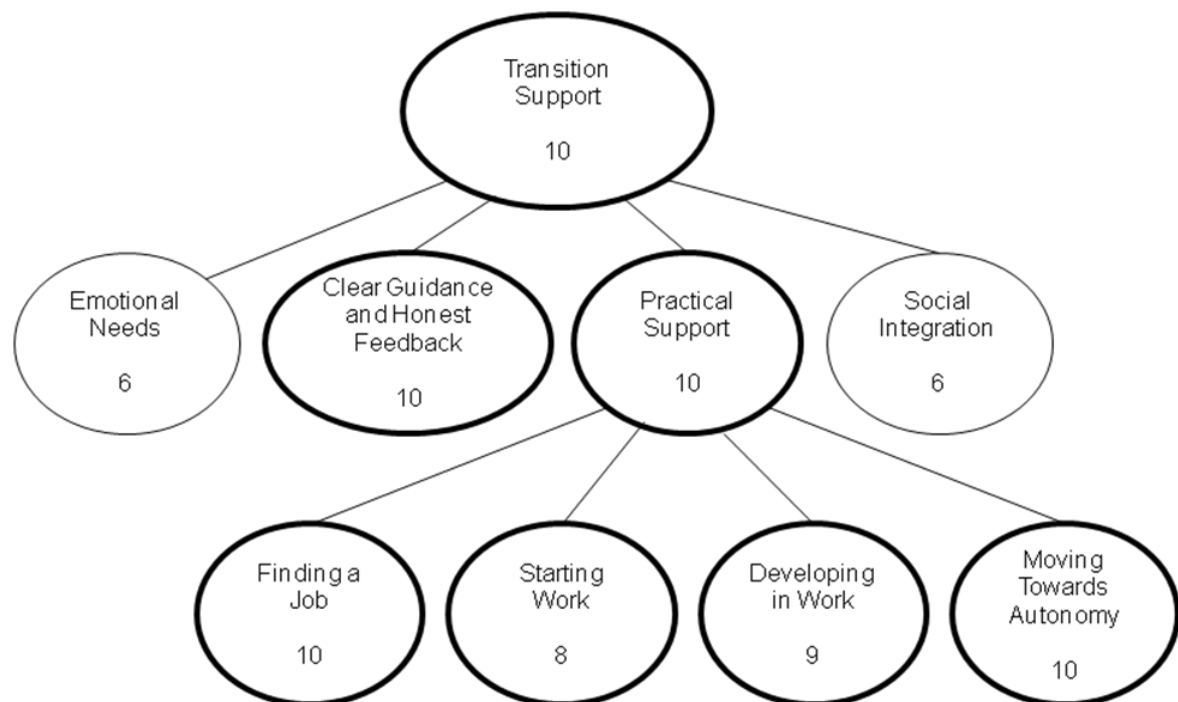 Transition
Support
10
Emotional
Needs
6
Clear Guidance
and Honest
Feedback
10
Practical
Support
10
Social
Integration
6
Finding a
Job
10
Starting
Work
8
Developing
in Work
9
Moving
Towards
Autonomy
10